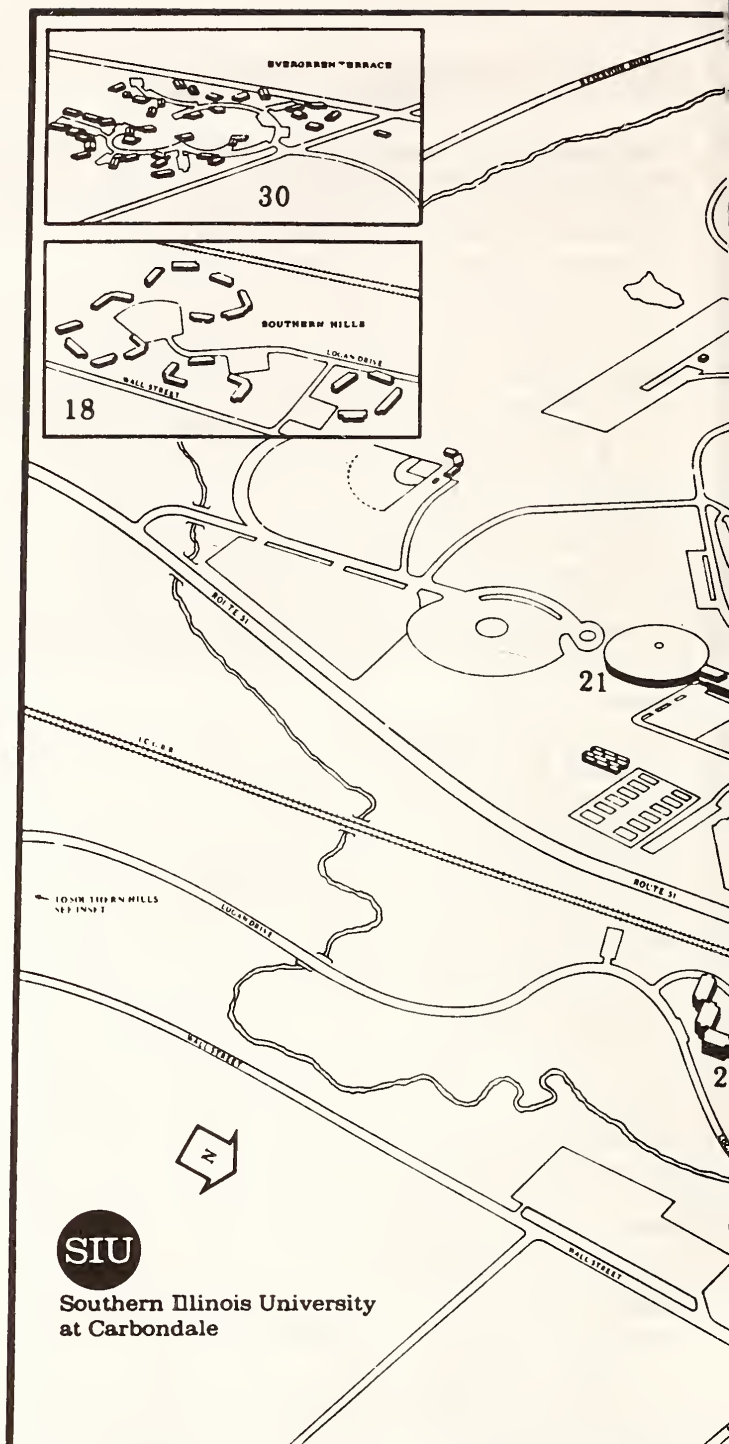 EVERGREEN TERRACE
30
SOUTHERN HILLS
LOGAN DRIVE
WALL STREET
18
ROUTE 51
21
I C G R R
ROUTE 51
TO SOUTHERN HILLS
SEE INSET
LOGAN DRIVE
WALL STREET
2
N
WALL STREET
SIU
Southern Illinois University
at Carbondale